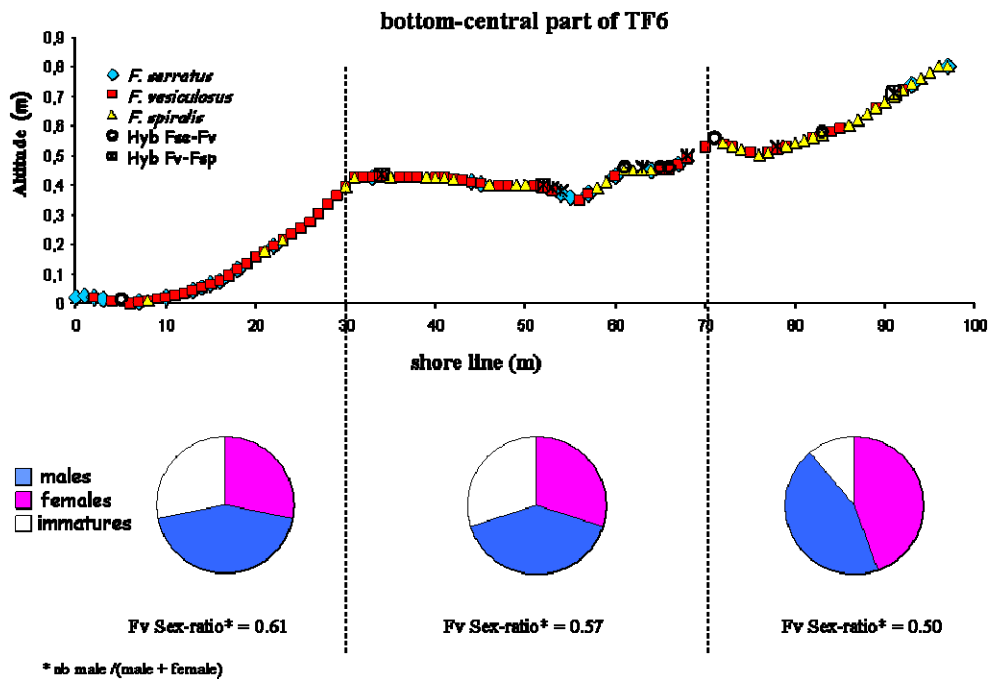 bottom-central part of TF6
Altitude (m)
0,9
0,8
0,7
0,6
0,5
0,4
0,3
0,2
0,1
0
F. serratus
F. vesiculosus
F. spiralis
Hyb Fse-Fv
Hyb Fv-Fsp
0 10 20 30 40 50 60 70 80 90 100
shore line (m)
males
females
immatures
Fv Sex-ratio* = 0.61
Fv Sex-ratio* = 0.57
Fv Sex-ratio* = 0.50
* nb male /(male + female)